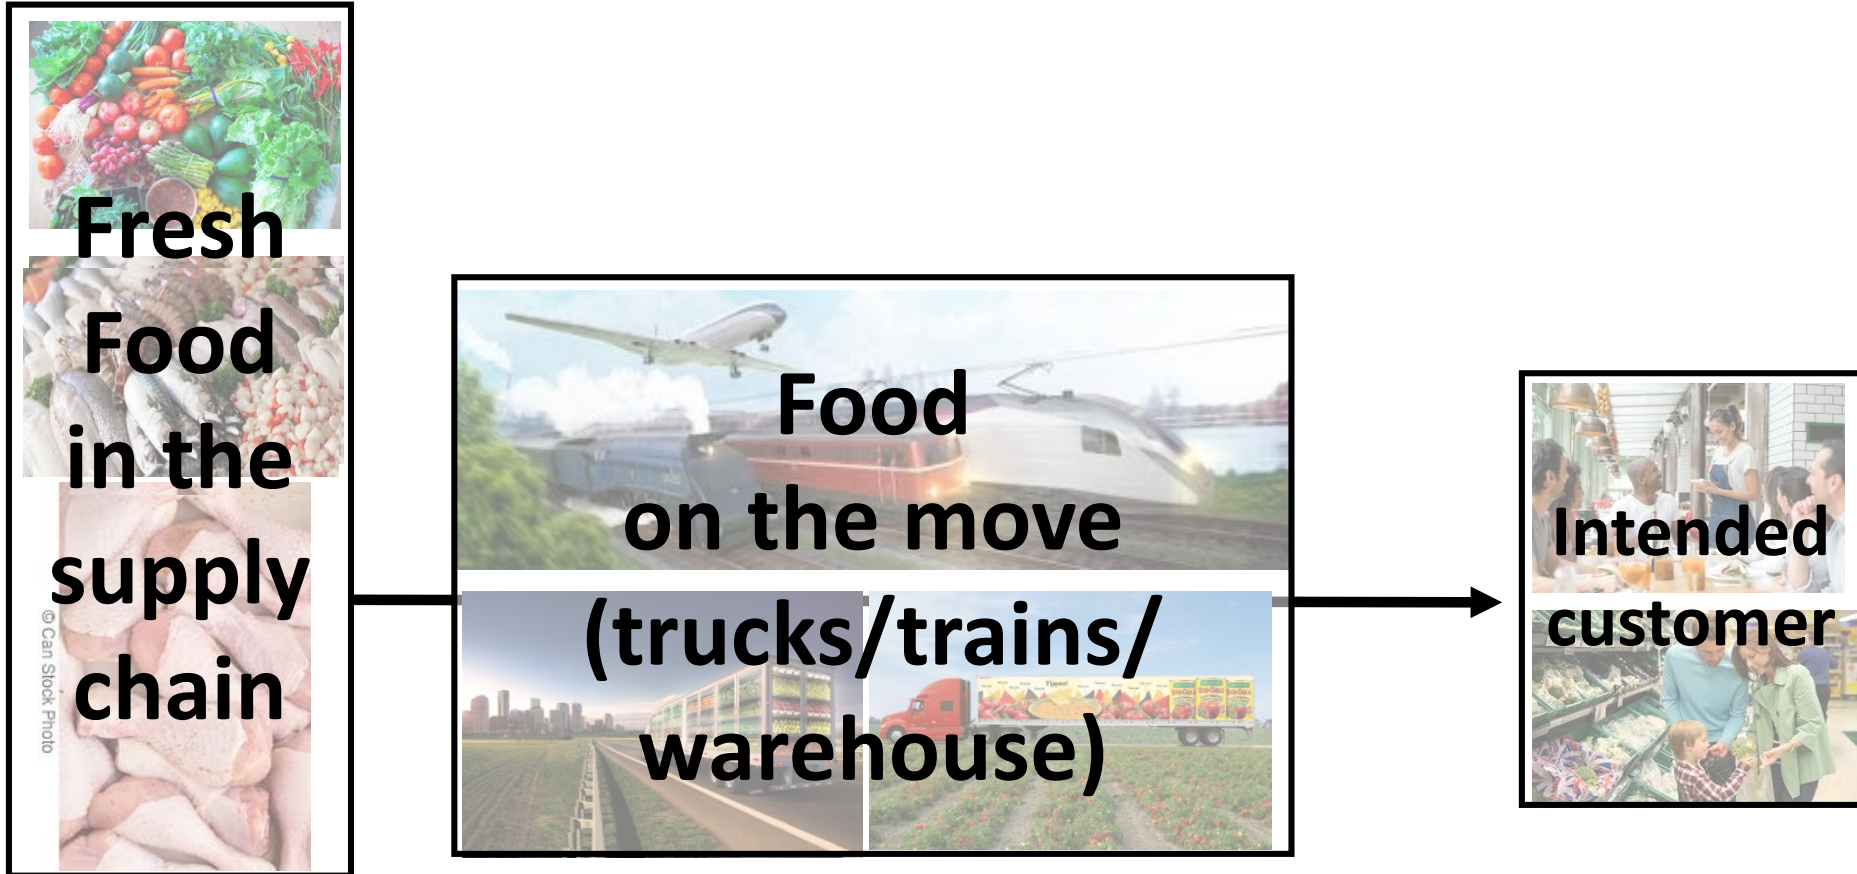 Fresh
Food
in the
supply
chain
© Can Stock Photo
Food
on the move
(trucks/trains/
warehouse)
Intended
customer